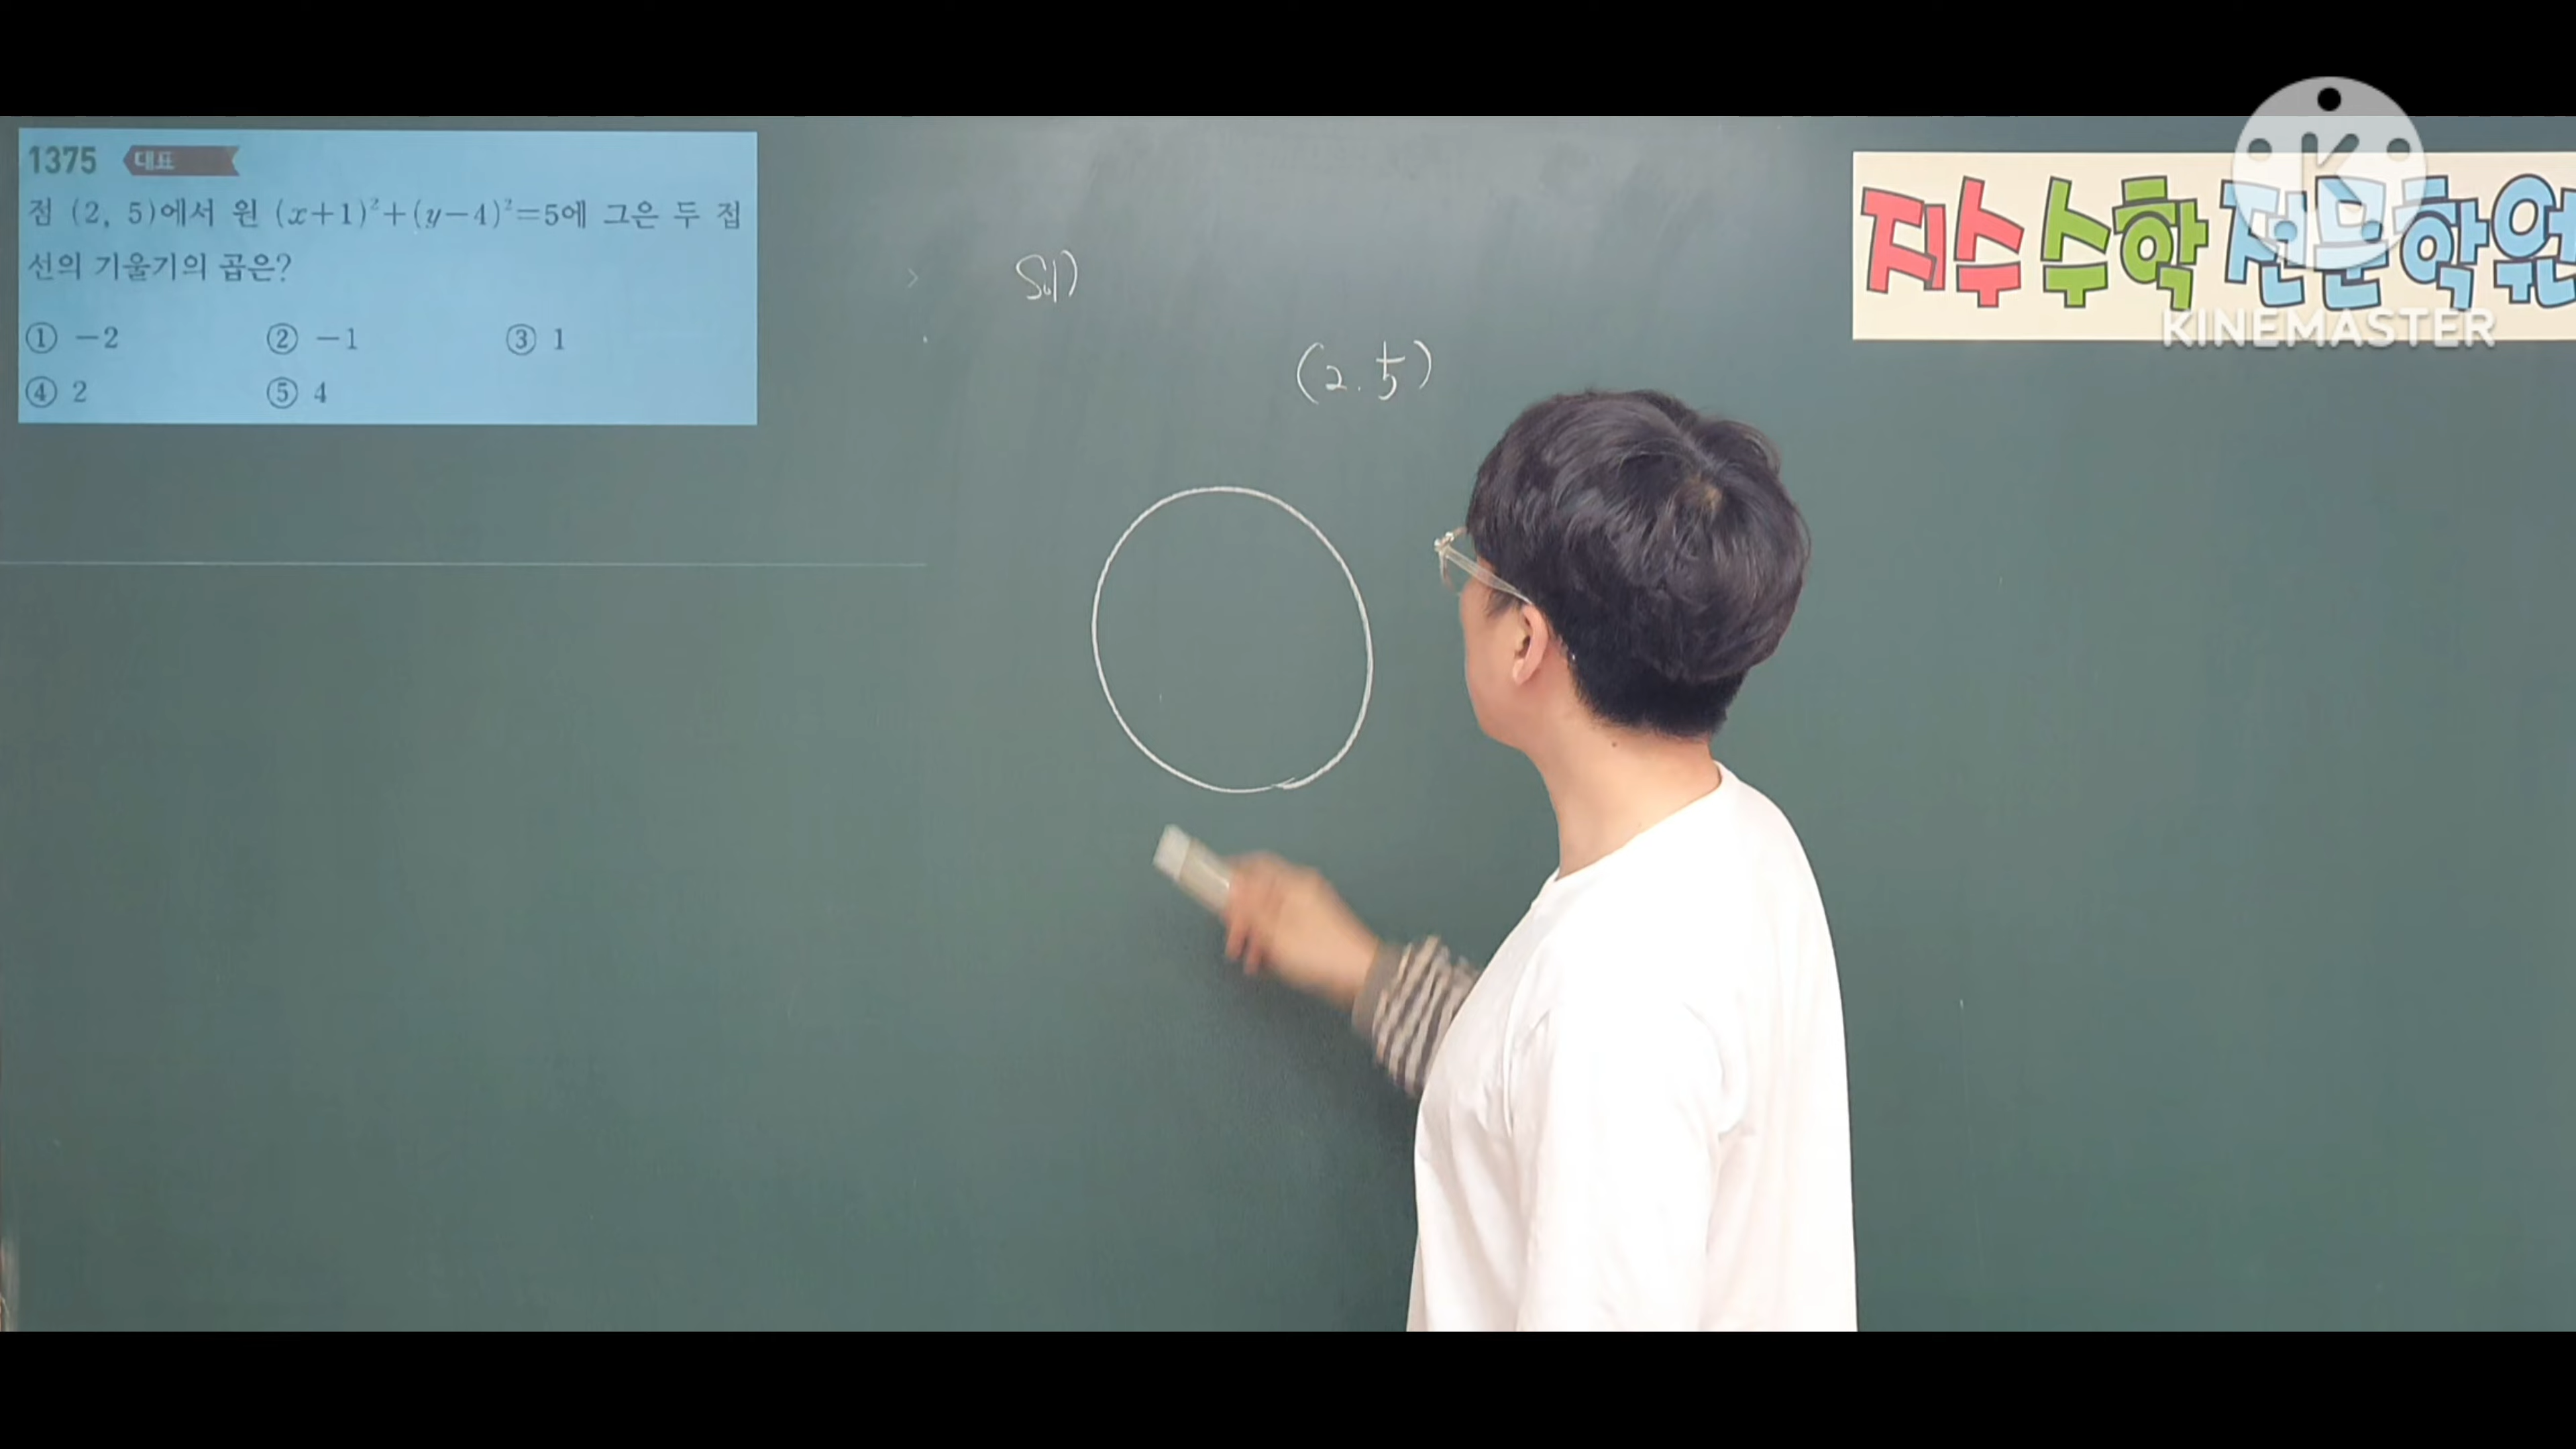 1375 대표
점 (2, 5)에서 원 (x+1)²+(y-4)²=5에 그은 두 접
선의 기울기의 곱은?
① -2 ② -1 ③ 1
④ 2 ⑤ 4
Sol)
(2.5)
지수수학전문학원
KINEMASTER